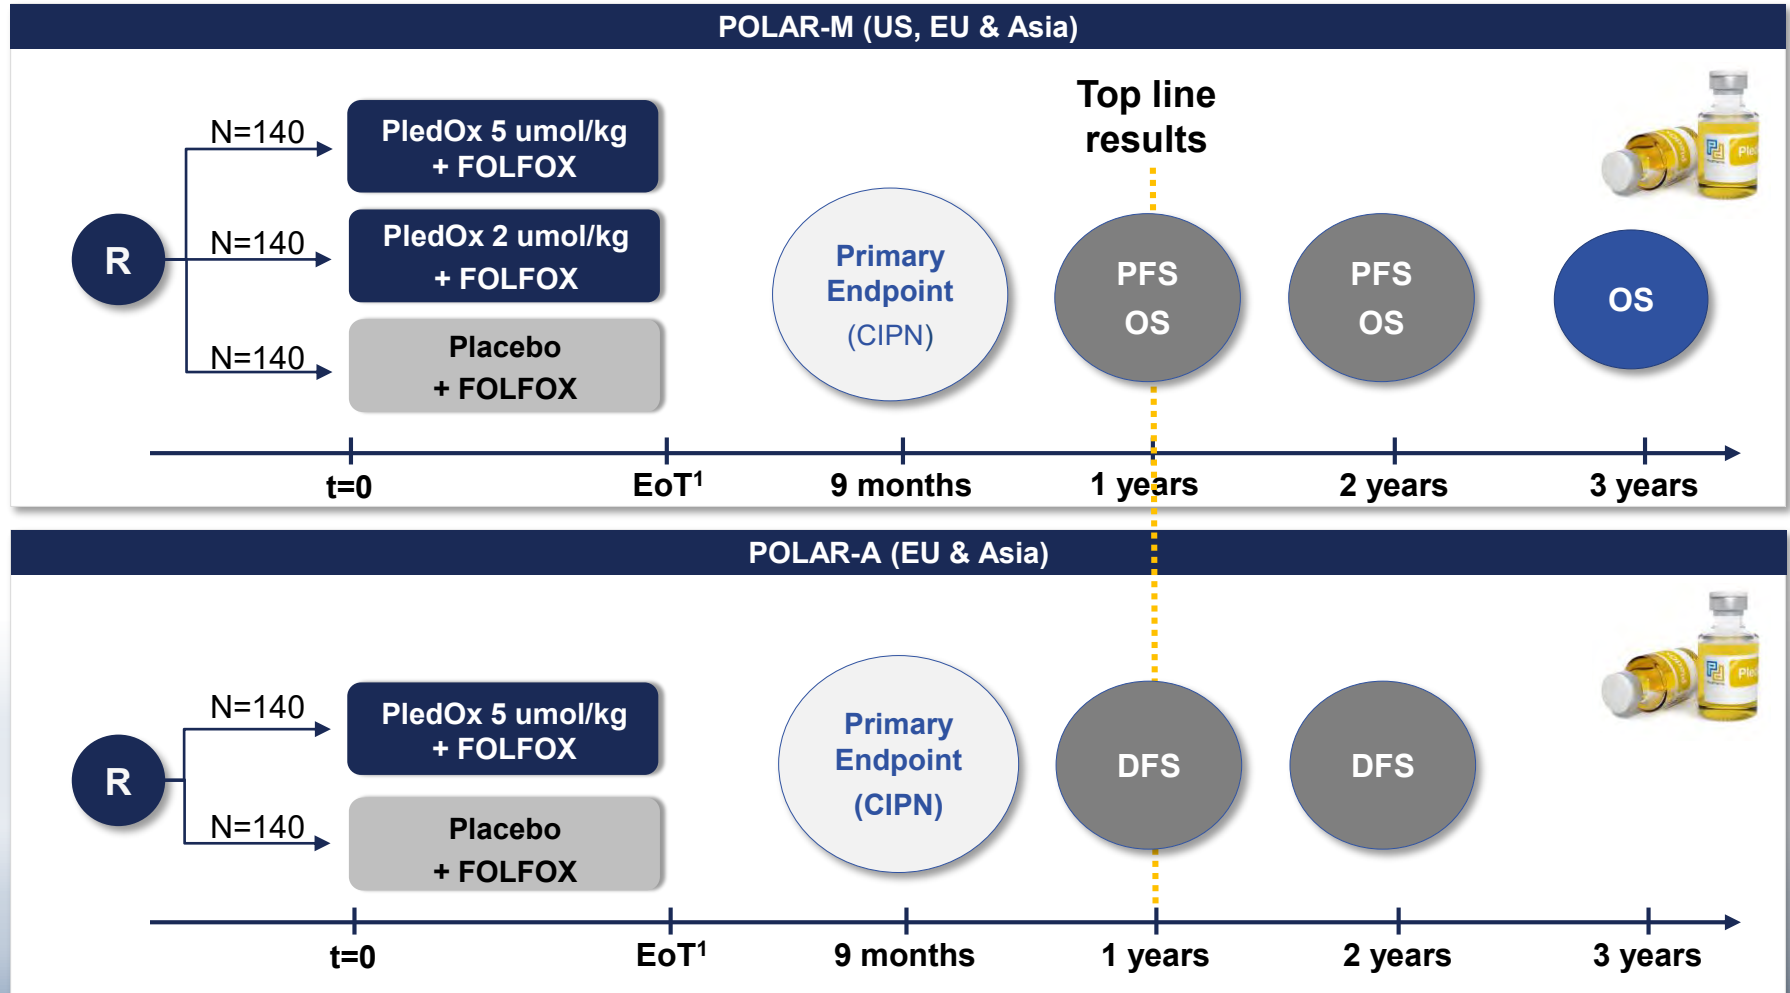 POLAR-M (US, EU & Asia)
Top line
results
R
N=140
PledOx 5 umol/kg
+ FOLFOX
N=140
PledOx 2 umol/kg
+ FOLFOX
N=140
Placebo
+ FOLFOX
Primary
Endpoint
(CIPN)
PFS
OS
PFS
OS
OS
t=0
EoT¹
9 months
1 years
2 years
3 years
POLAR-A (EU & Asia)
R
N=140
PledOx 5 umol/kg
+ FOLFOX
N=140
Placebo
+ FOLFOX
Primary
Endpoint
(CIPN)
DFS
DFS
t=0
EoT¹
9 months
1 years
2 years
3 years